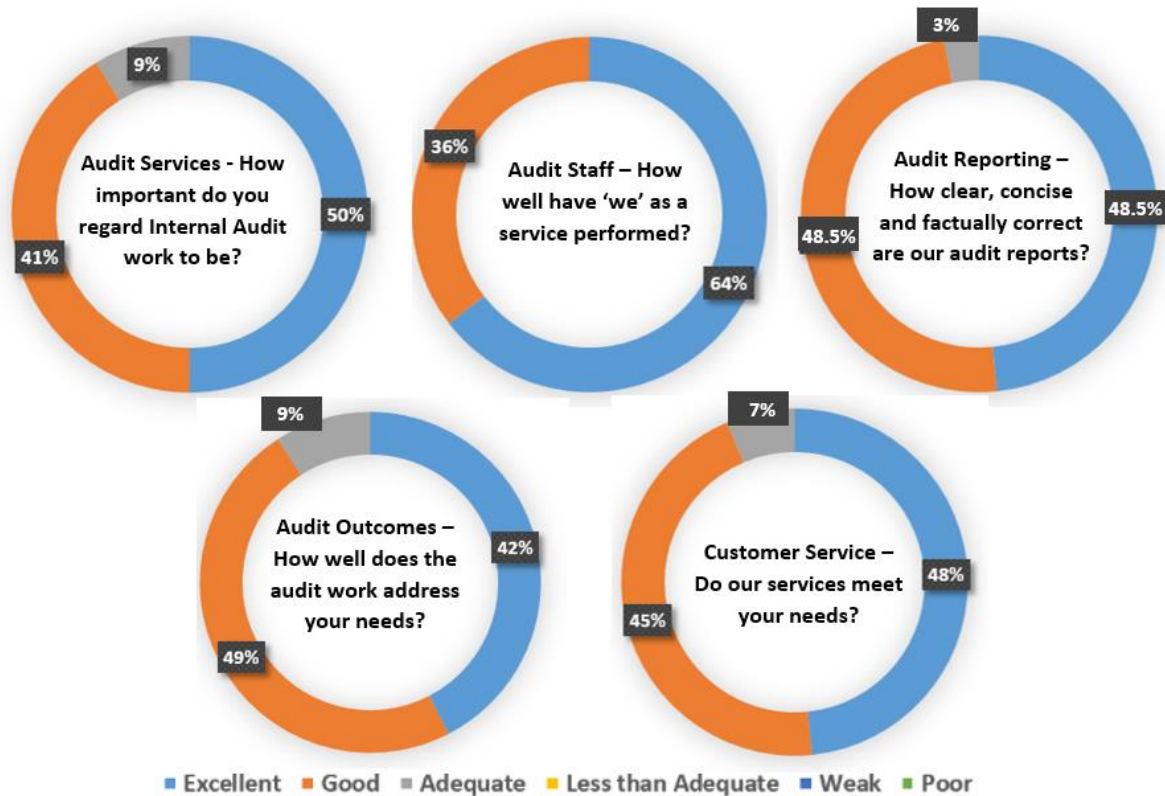 9%
Audit Services - How
important do you
regard Internal Audit
work to be?
50%
41%
36%
Audit Staff – How
well have ‘we’ as a
service performed?
64%
3%
Audit Reporting –
How clear, concise
and factually correct
are our audit reports?
48.5%
48.5%
9%
Audit Outcomes –
How well does the
audit work address
your needs?
42%
49%
7%
Customer Service –
Do our services meet
your needs?
48%
45%
Excellent Good Adequate Less than Adequate Weak Poor